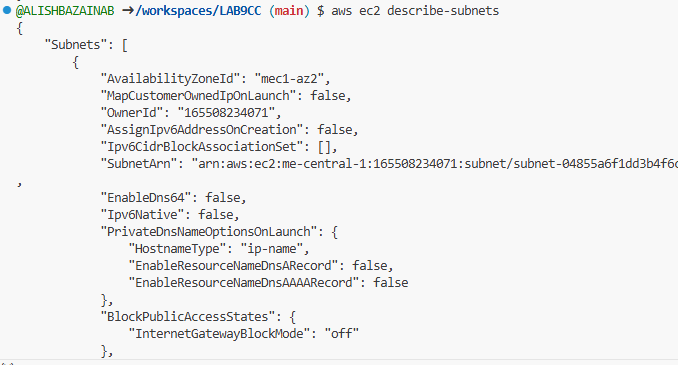 @ALISHBAZAINAB ➜/workspaces/LAB9CC (main) $ aws ec2 describe-subnets
{
    "Subnets": [
        {
            "AvailabilityZoneId": "mec1-az2",
            "MapCustomerOwnedIpOnLaunch": false,
            "OwnerId": "165508234071",
            "AssignIpv6AddressOnCreation": false,
            "Ipv6CidrBlockAssociationSet": [],
            "SubnetArn": "arn:aws:ec2:me-central-1:165508234071:subnet/subnet-04855a6f1dd3b4f6
,
            "EnableDns64": false,
            "Ipv6Native": false,
            "PrivateDnsNameOptionsOnLaunch": {
                "HostnameType": "ip-name",
                "EnableResourceNameDnsARecord": false,
                "EnableResourceNameDnsAAAARecord": false
            },
            "BlockPublicAccessStates": {
                "InternetGatewayBlockMode": "off"
            },